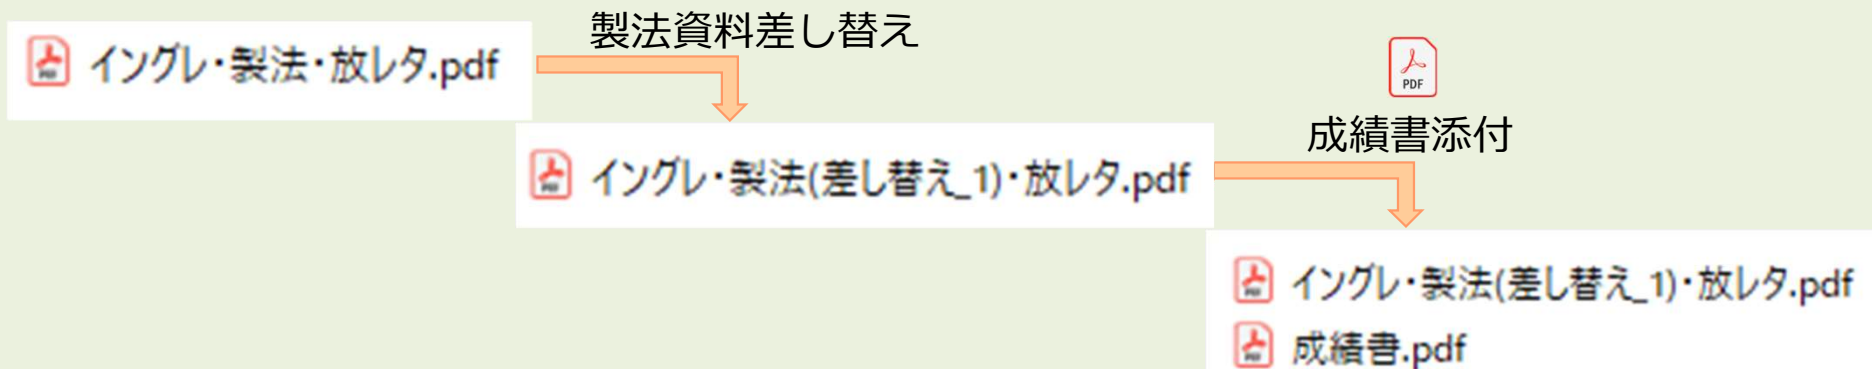 イングレ・製法・放レタ.pdf
製法資料差し替え
イングレ・製法(差し替え_1)・放レタ.pdf
PDF
成績書添付
イングレ・製法(差し替え_1)・放レタ.pdf
成績書.pdf